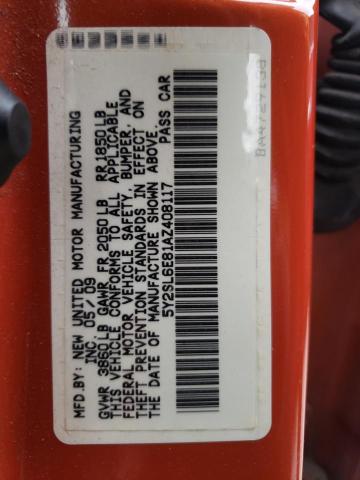 MFD.BY: NEW UNITED MOTOR MANUFACTURING
INC. 05/09
GVWR 3860LB GAWR FR 2050LB RR1850LB
THIS VEHICLE CONFORMS TO ALL APPLICABLE
FEDERAL MOTOR VEHICLE SAFETY, BUMPER, AND
THEFT PREVENTION STANDARDS IN EFFECT ON
THE DATE OF MANUFACTURE SHOWN ABOVE.
5Y2SL6E81AZ408117 PASS CAR